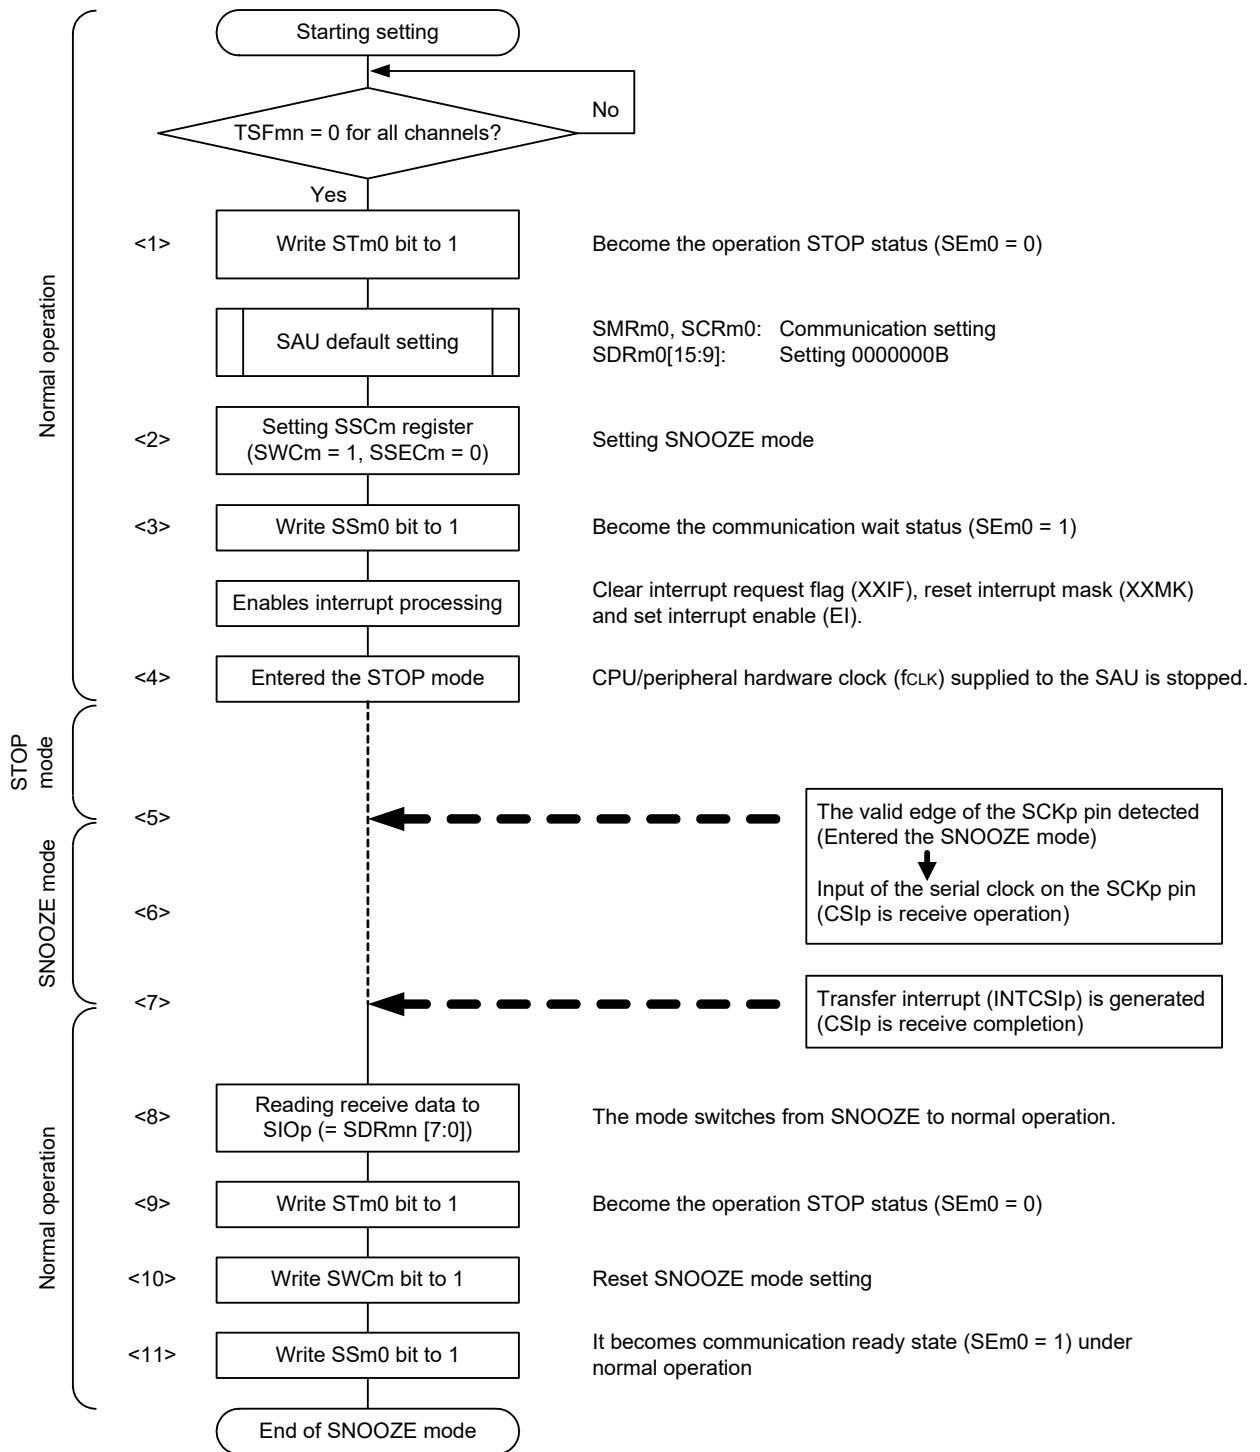 Starting setting
No
TSFmn = 0 for all channels?
Yes
Normal operation
<1>
Write STm0 bit to 1
Become the operation STOP status (SEm0 = 0)
SAU default setting
SMRm0, SCRm0: Communication setting
SDRm0[15:9]: Setting 0000000B
<2>
Setting SSCm register
(SWCm = 1, SSECm = 0)
Setting SNOOZE mode
<3>
Write SSm0 bit to 1
Become the communication wait status (SEm0 = 1)
Enables interrupt processing
Clear interrupt request flag (XXIF), reset interrupt mask (XXMK)
and set interrupt enable (EI).
<4>
Entered the STOP mode
CPU/peripheral hardware clock (fCLK) supplied to the SAU is stopped.
STOP
mode
<5>
The valid edge of the SCKp pin detected
(Entered the SNOOZE mode)
Input of the serial clock on the SCKp pin
(CSIp is receive operation)
SNOOZE mode
<6>
<7>
Transfer interrupt (INTCSIp) is generated
(CSIp is receive completion)
Normal operation
<8>
Reading receive data to
SIOp (= SDRmn [7:0])
The mode switches from SNOOZE to normal operation.
<9>
Write STm0 bit to 1
Become the operation STOP status (SEm0 = 0)
<10>
Write SWCm bit to 1
Reset SNOOZE mode setting
<11>
Write SSm0 bit to 1
It becomes communication ready state (SEm0 = 1) under
normal operation
End of SNOOZE mode